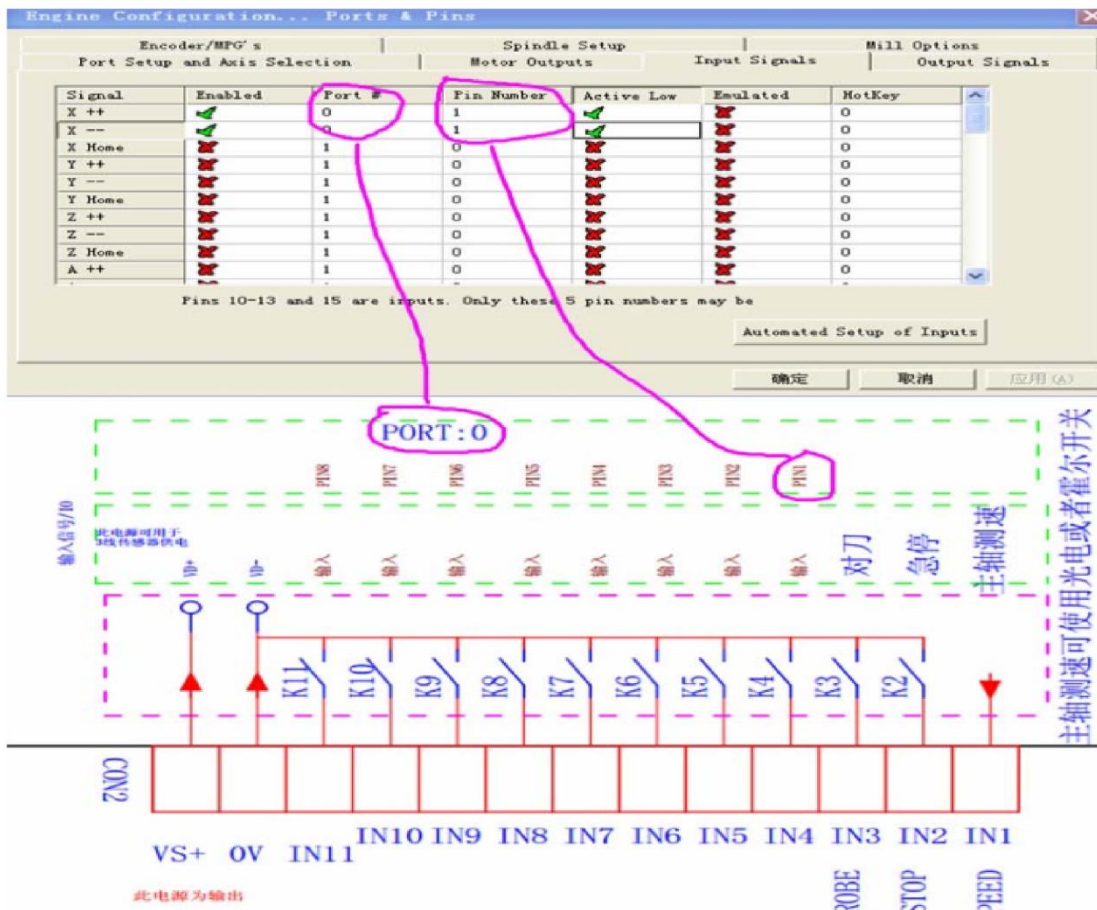 Engine Configuration... Ports & Pins
Encoder/MPG's Spindle Setup Mill Options
Port Setup and Axis Selection Motor Outputs Input Signals Output Signals
Signal Enabled Port # Pin Number Active Low Emulated HotKey
X ++ 0 1 0
X -- 0 1 0
X Home 1 0 0
Y ++ 1 0 0
Y -- 1 0 0
Y Home 1 0 0
Z ++ 1 0 0
Z -- 1 0 0
Z Home 1 0 0
A ++ 1 0 0
Pins 10-13 and 15 are inputs. Only these 5 pin numbers may be
Automated Setup of Inputs
确定 取消 应用(A)
PORT:0
PIN8 PIN7 PIN6 PIN5 PIN4 PIN3 PIN2 PIN1
输入信号/IO
此电源可用于
3线传感器供电
VD+ VD- 输入 输入 输入 输入 输入 输入 输入 输入 对刀 急停 主轴测速
主轴测速可使用光电或者霍尔开关
K11 K10 K9 K8 K7 K6 K5 K4 K3 K2
CON2
VS+ 0V IN11 IN10 IN9 IN8 IN7 IN6 IN5 IN4 IN3 IN2 IN1
此电源为输出
ROBE STOP PEED